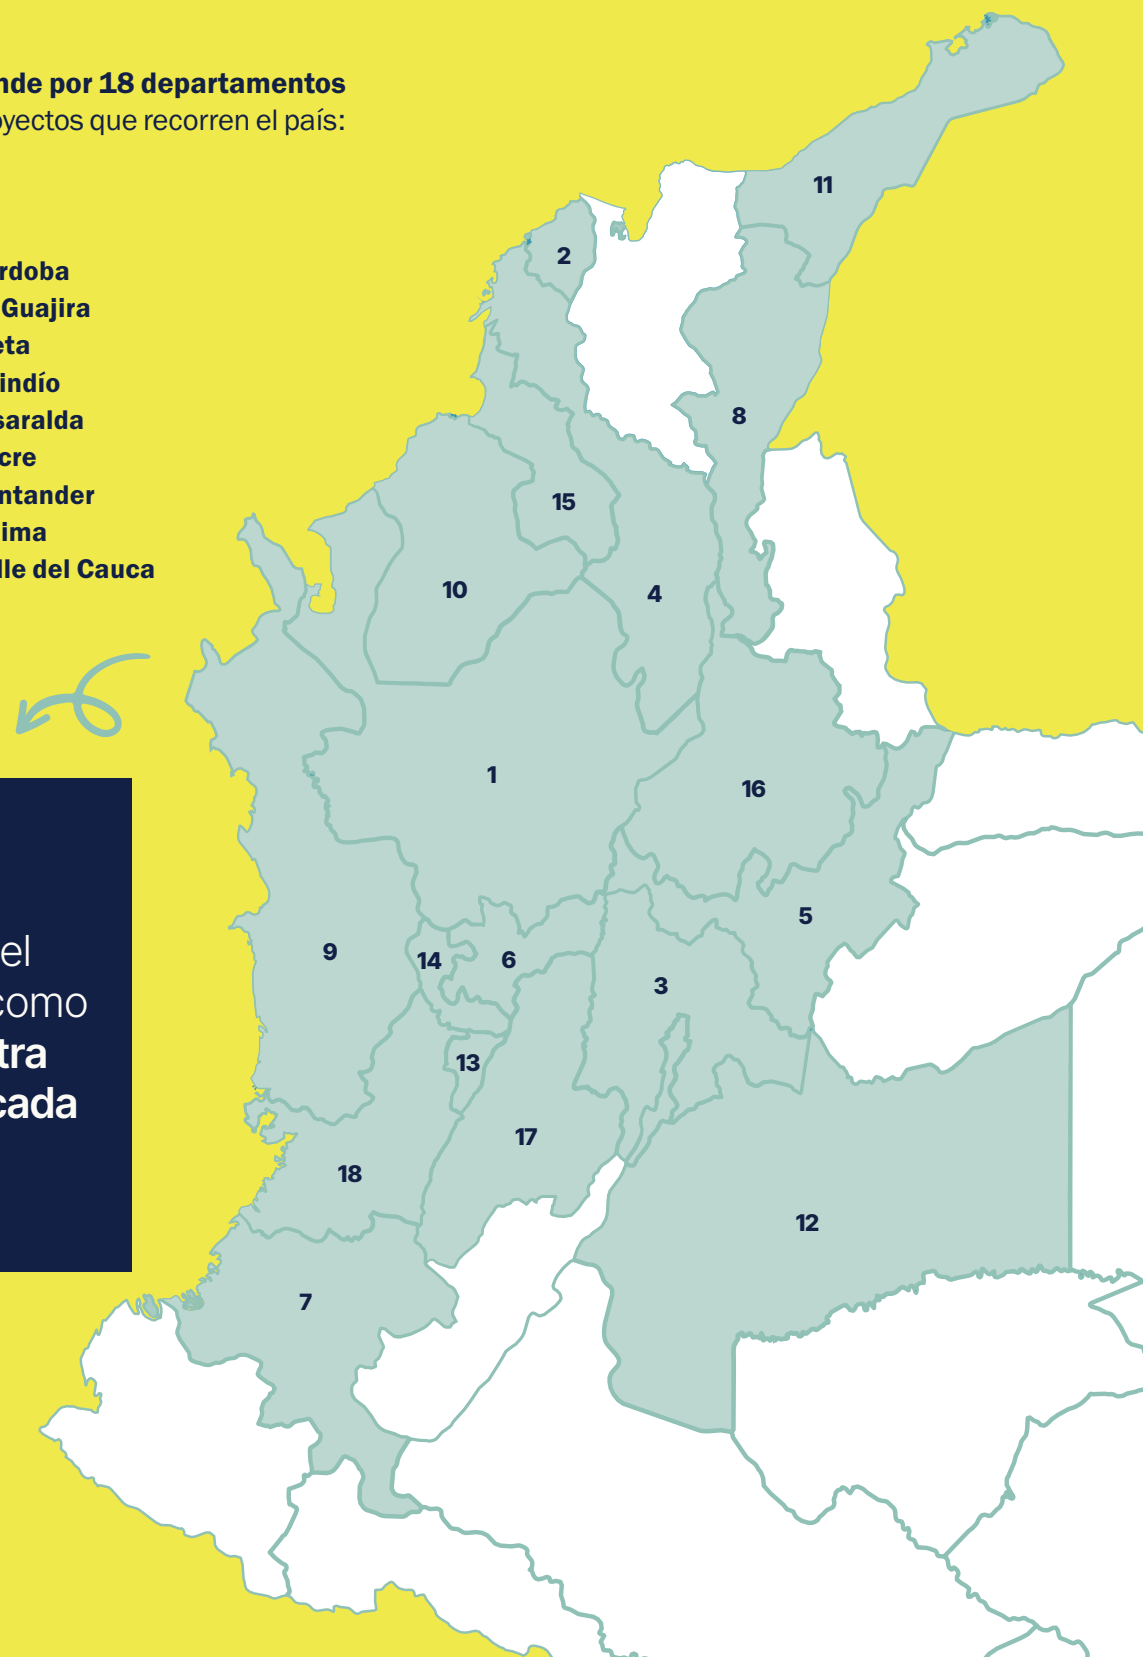 nde por 18 departamentos
oyectos que recorren el país:
rdoba
Guajira
eta
indío
saralda
cre
ntander
ima
lle del Cauca
el
como
tra
cada
11
2
8
15
10
4
1
16
5
9
14
6
3
13
17
18
12
7